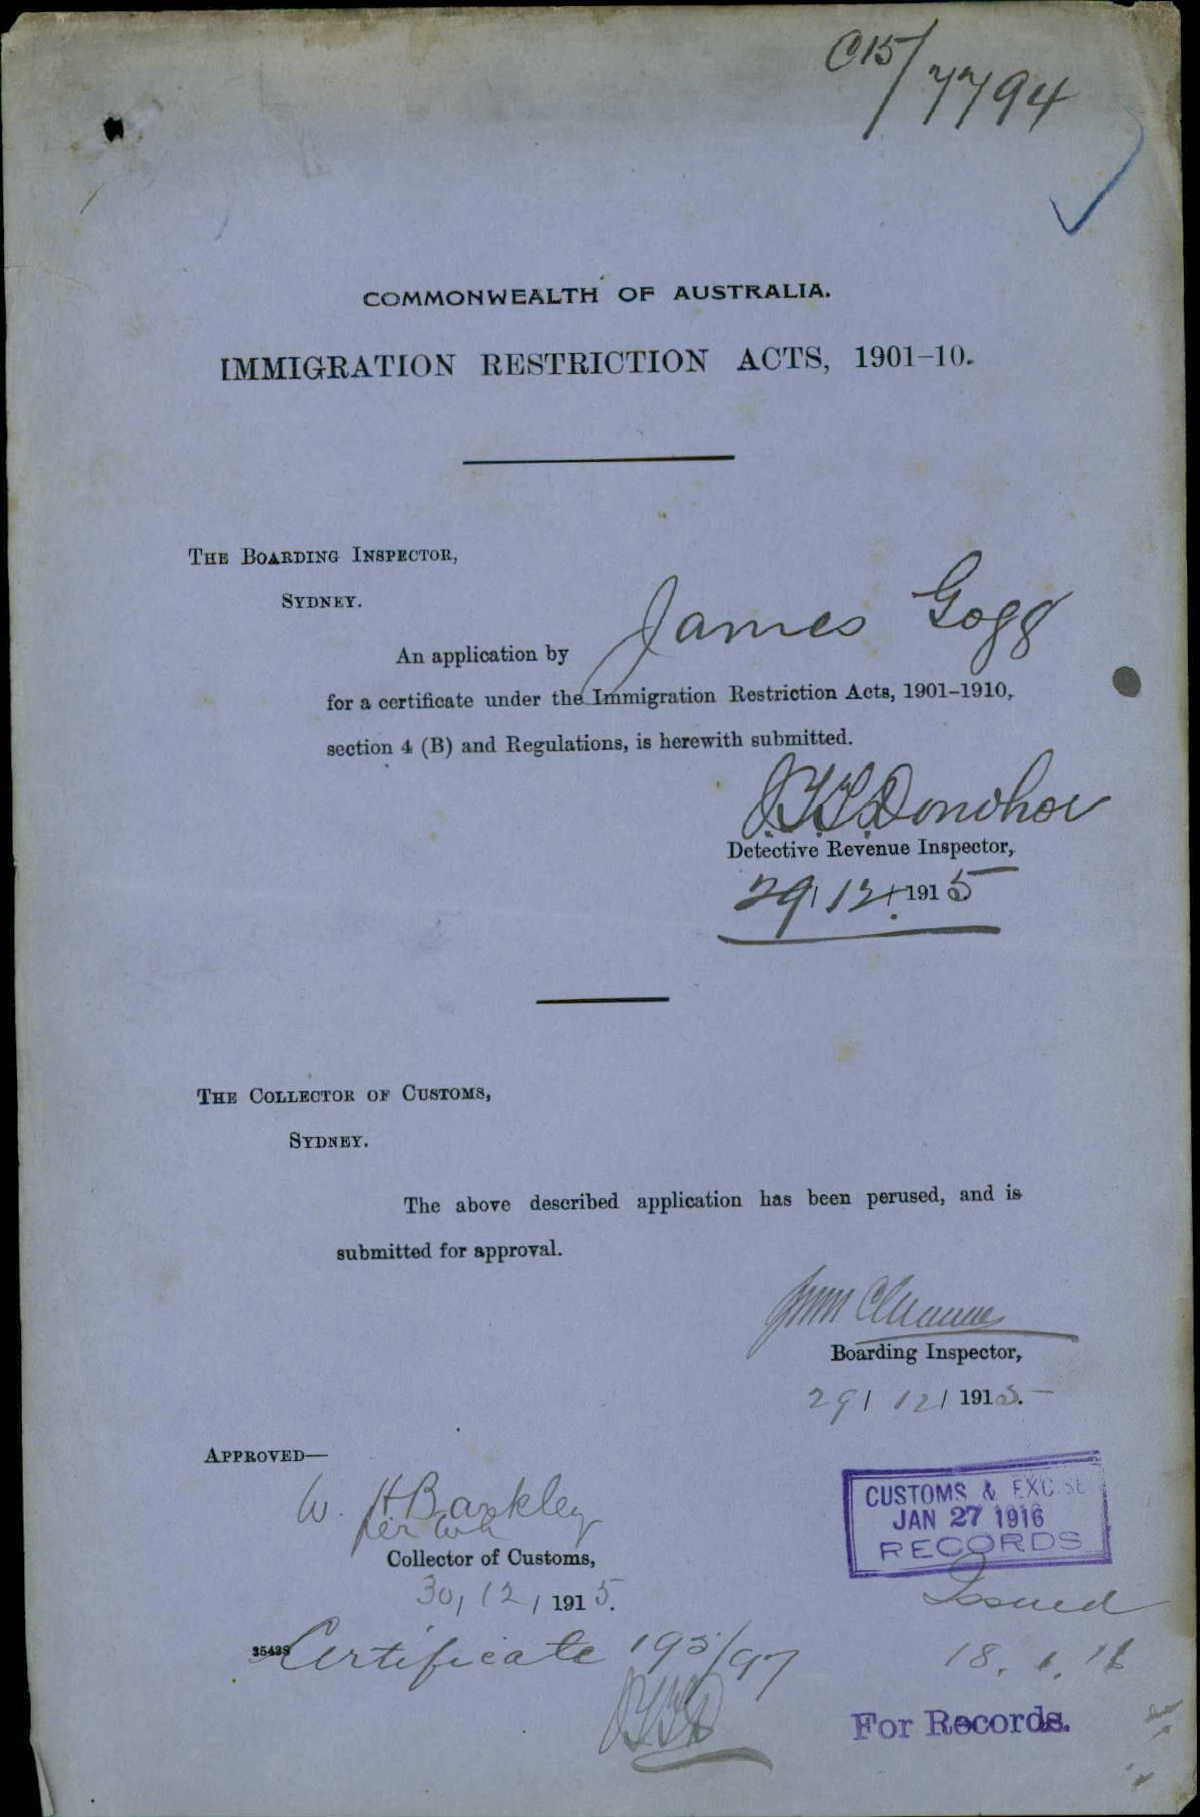 C15/7794
COMMONWEALTH OF AUSTRALIA.
IMMIGRATION RESTRICTION ACTS, 1901-10.
THE BOARDING INSPECTOR,
SYDNEY.
An application by James Gogg
for a certificate under the Immigration Restriction Acts, 1901-1910,
section 4 (B) and Regulations, is herewith submitted.
J.T.T. Donohoe
Detective Revenue Inspector,
29/12/1915
THE COLLECTOR OF CUSTOMS,
SYDNEY.
The above described application has been perused, and is
submitted for approval.
Boarding Inspector,
29/12/1915.
APPROVED—
W. H Barkley
per
Collector of Customs,
30/12/1915.
CUSTOMS & EXCISE
JAN 27 1916
RECORDS
Issued
18.1.16
35428
Certificate 195/97
JTTD
For Records.